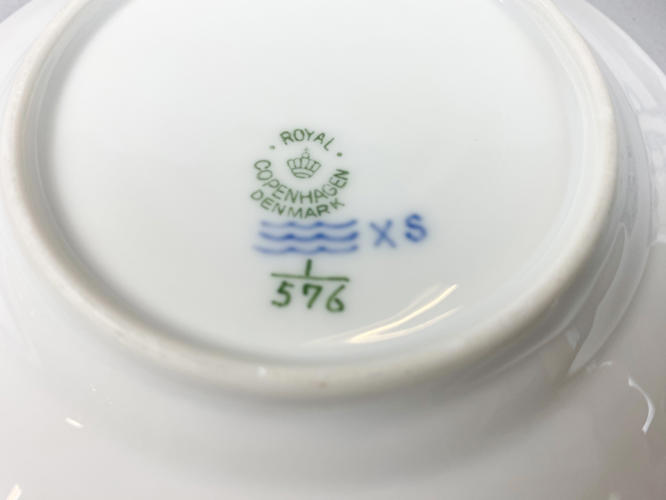 ROYAL
COPENHAGEN
DENMARK
XS
1
576